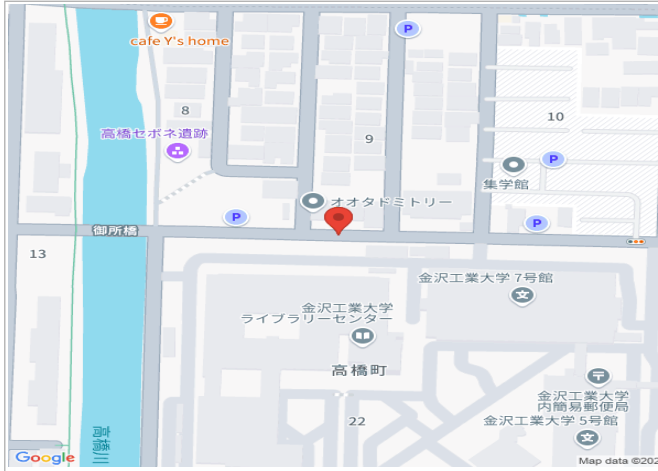 P
cafe Y's home
8
10
高橋セボネ遺跡
9
P
集学館
オオタドミトリー
P
P
御所橋
13
金沢工業大学 7号館
金沢工業大学
ライブラリーセンター
高橋町
金沢工業大学
内簡易郵便局
22
金沢工業大学 5号館
高橋川
Google
Map data ©202